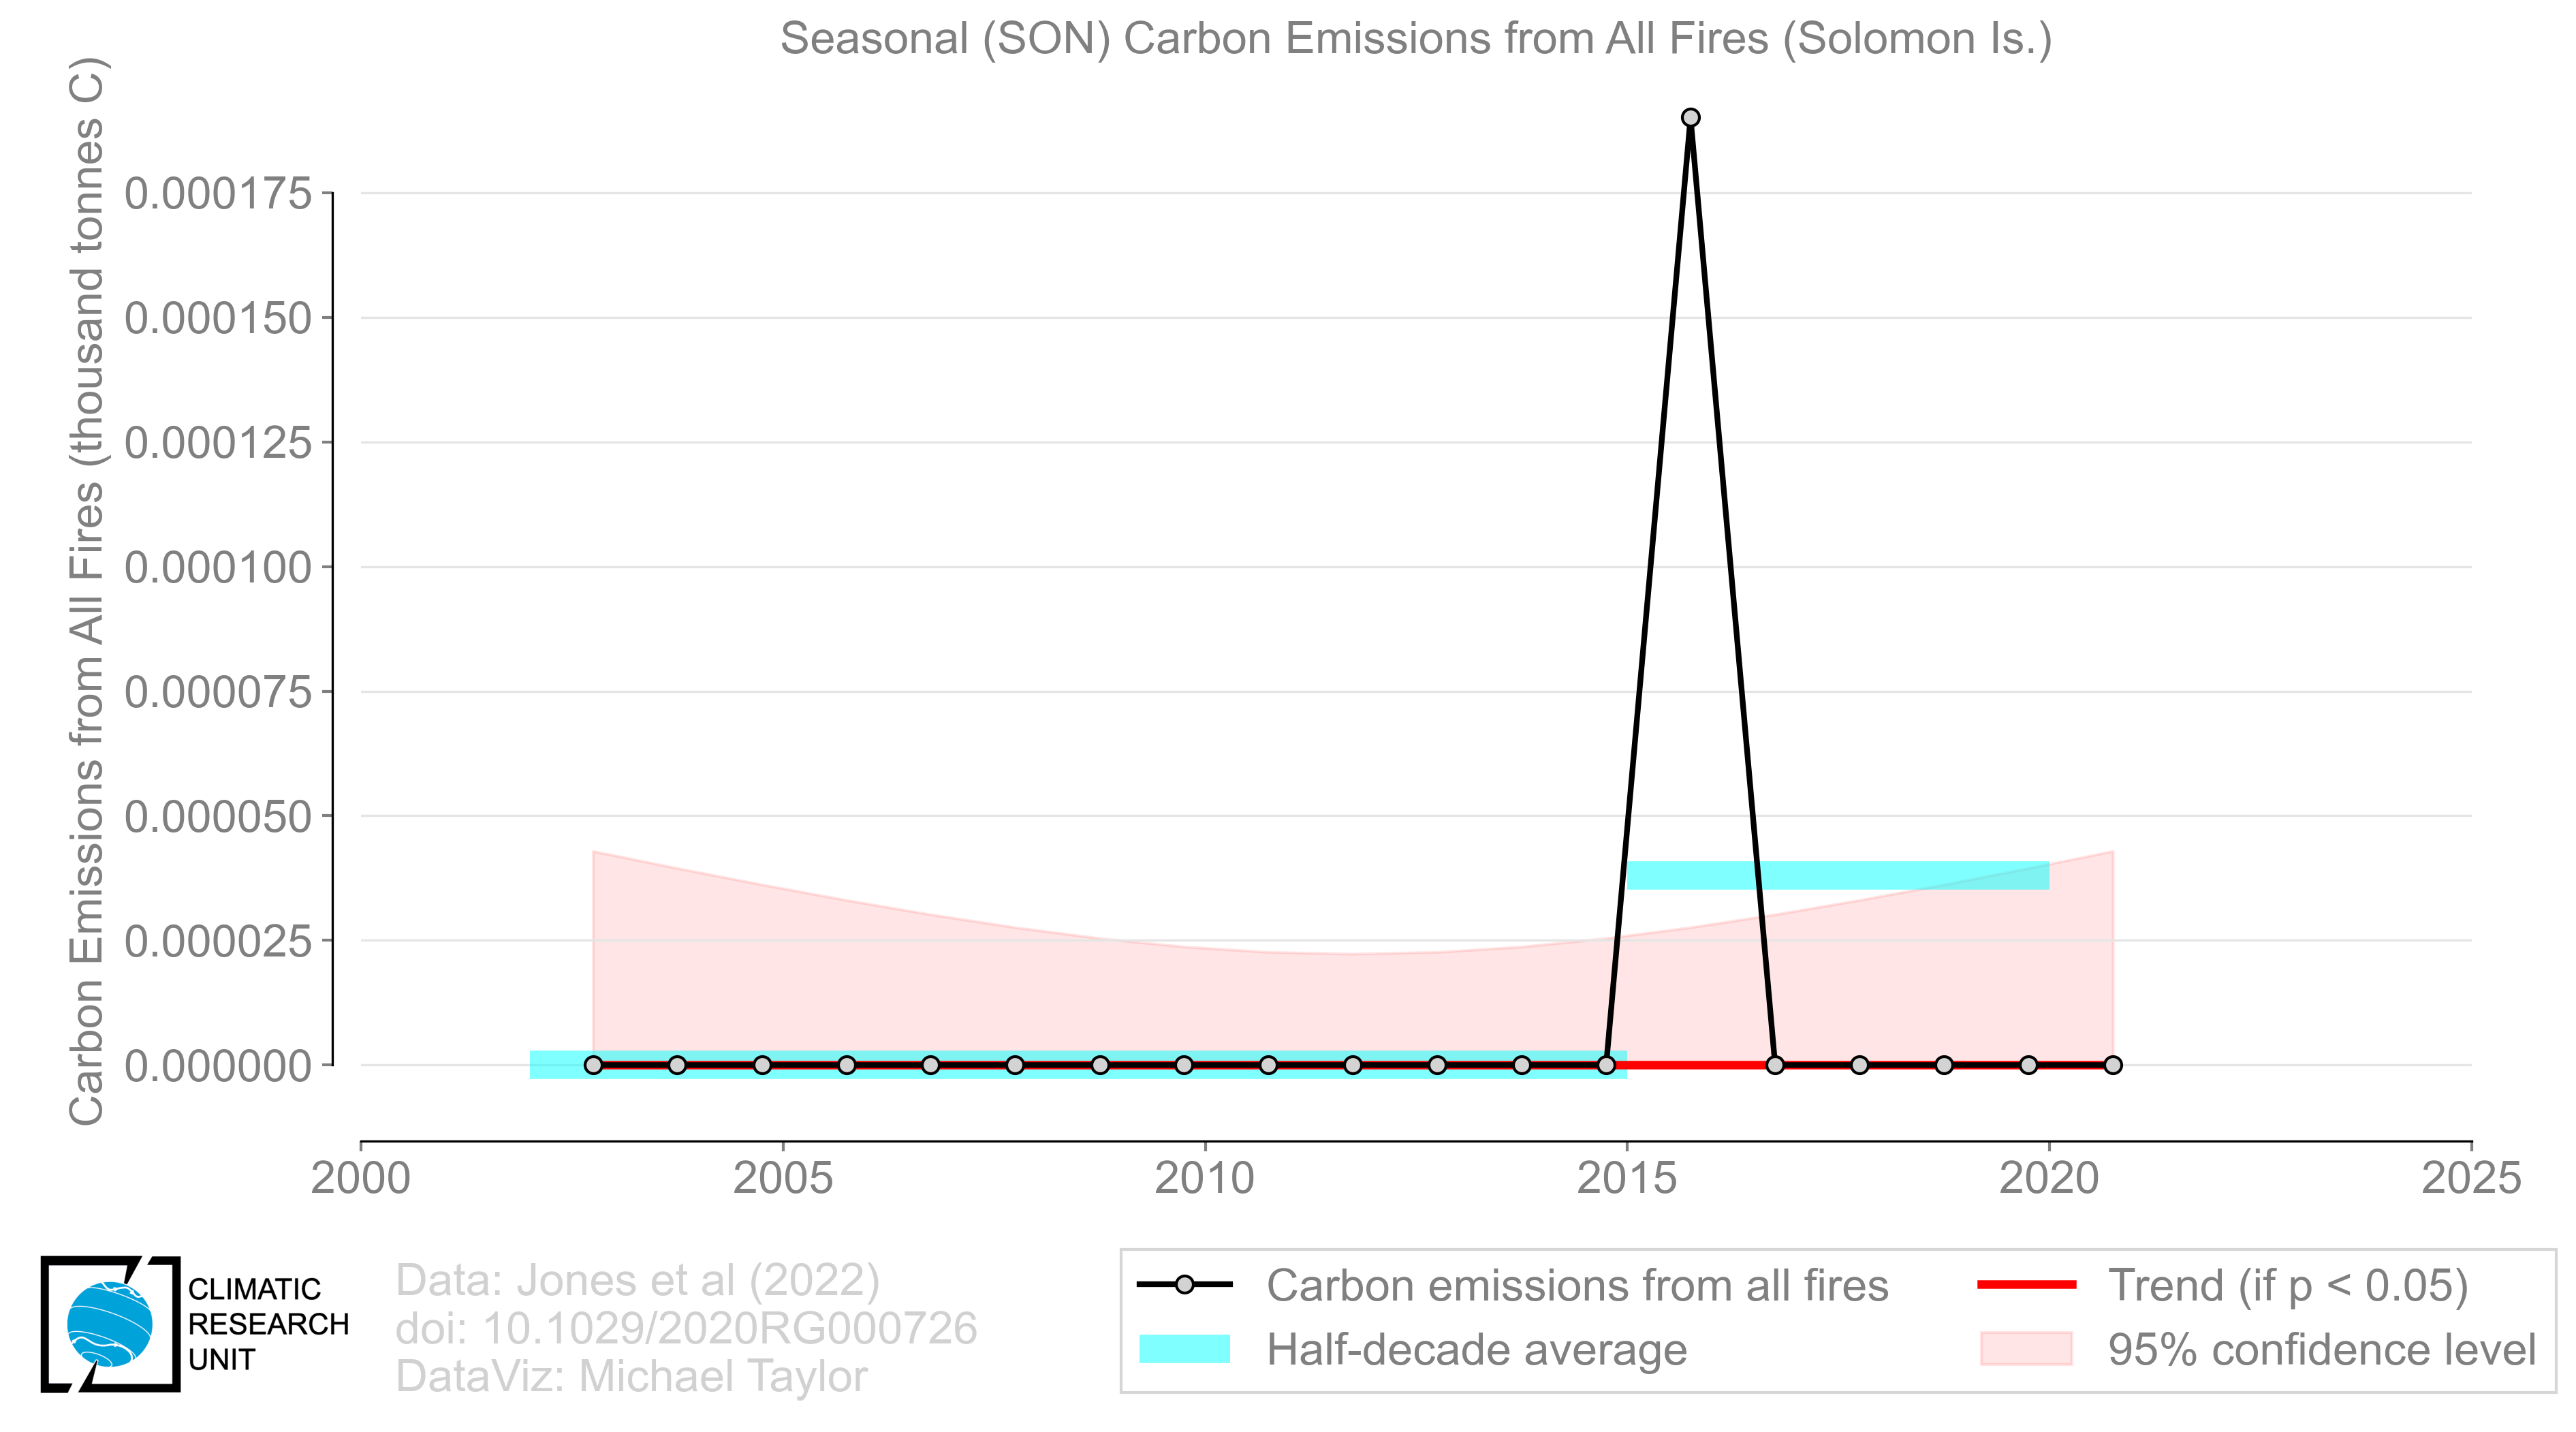 Seasonal (SON) Carbon Emissions from All Fires (Solomon Is.)
Carbon Emissions from All Fires (thousand tonnes C)
0.000175
0.000150
0.000125
0.000100
0.000075
0.000050
0.000025
0.000000
2000 2005 2010 2015 2020 2025
CLIMATIC
RESEARCH
UNIT
Data: Jones et al (2022)
doi: 10.1029/2020RG000726
DataViz: Michael Taylor
Carbon emissions from all fires
Half-decade average
Trend (if p < 0.05)
95% confidence level